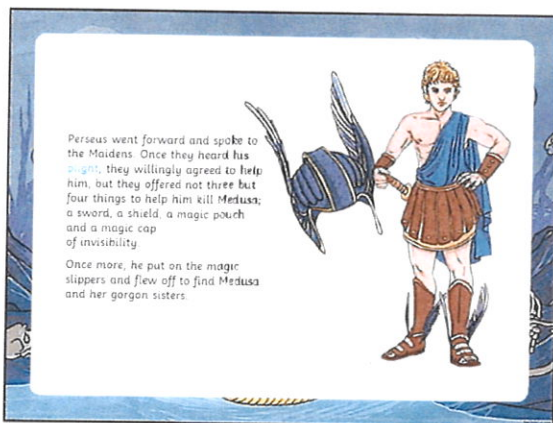 Perseus went forward and spoke to
the Maidens. Once they heard his
plight, they willingly agreed to help
him, but they offered not three but
four things to help him kill Medusa;
a sword, a shield, a magic pouch
and a magic cap
of invisibility.
Once more, he put on the magic
slippers and flew off to find Medusa
and her gorgon sisters.